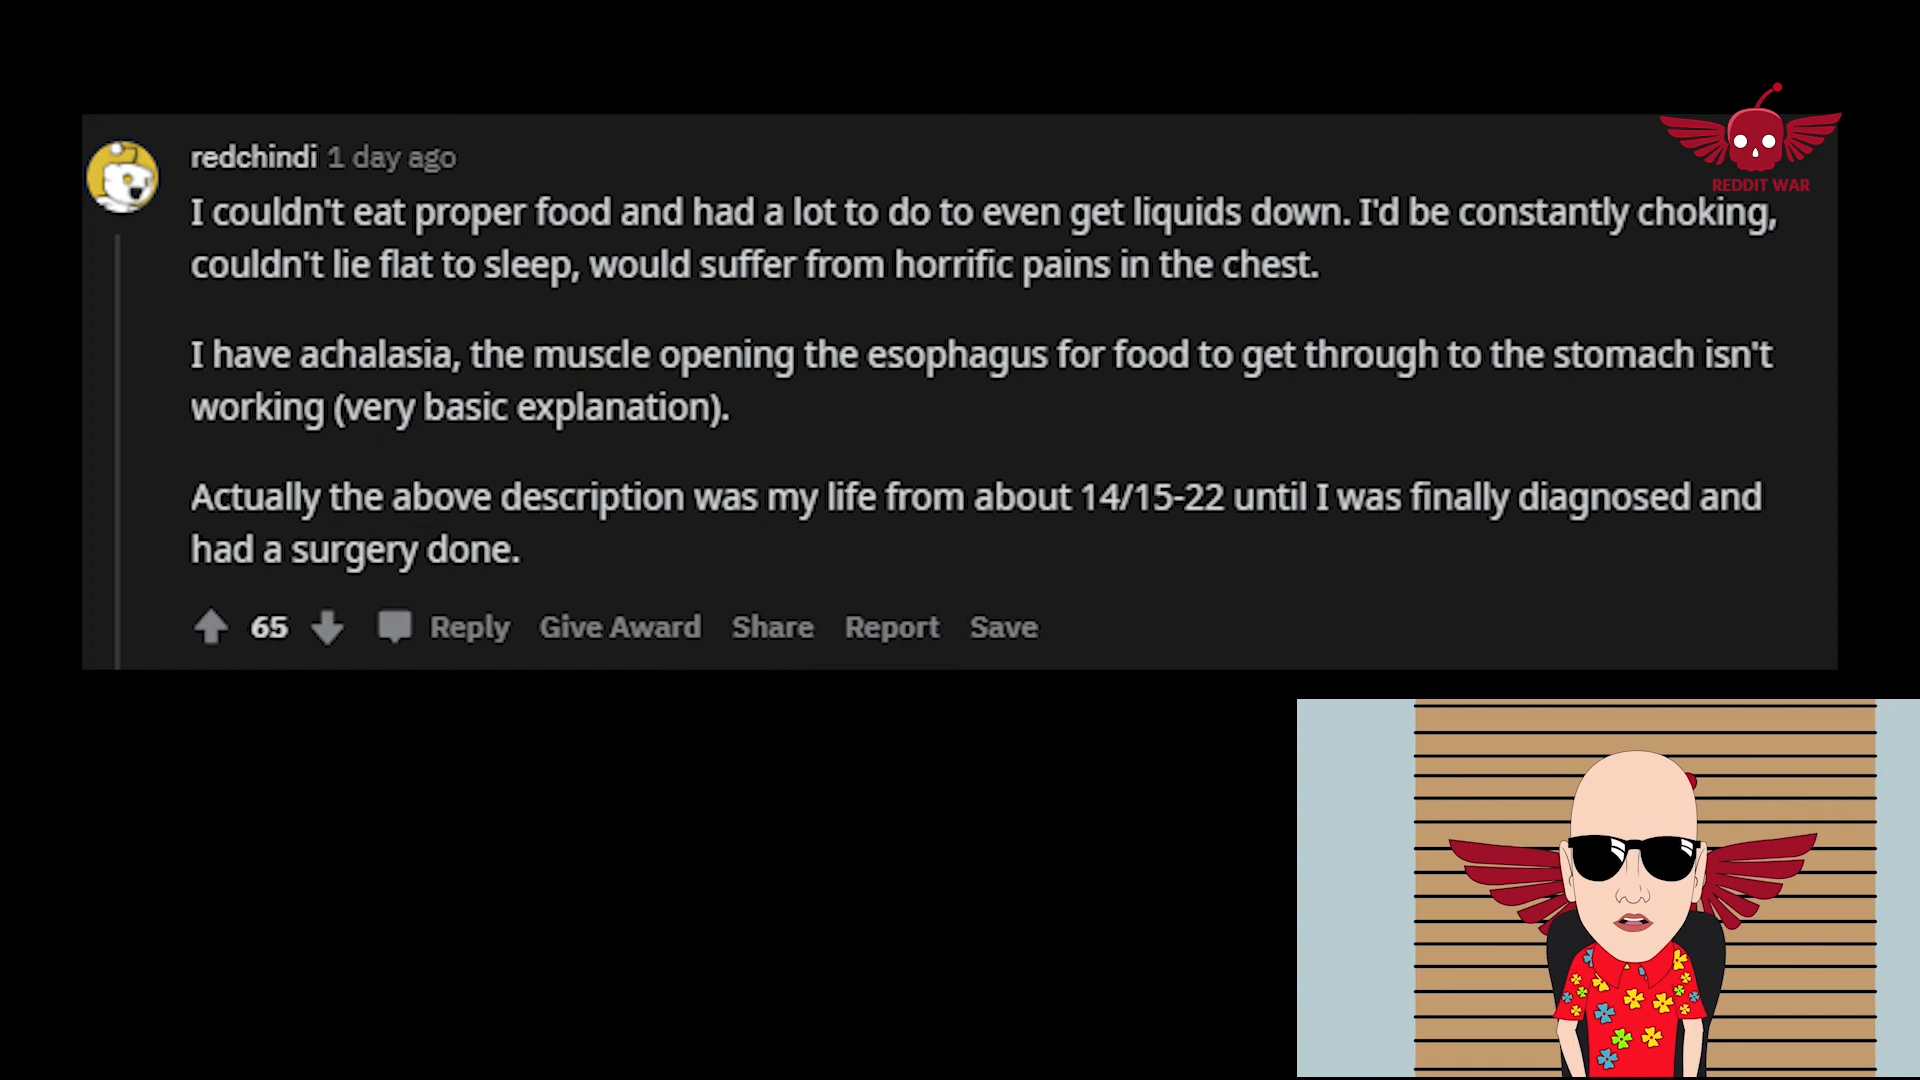 REDDIT WAR
redchindi 1 day ago
I couldn't eat proper food and had a lot to do to even get liquids down. I'd be constantly choking,
couldn't lie flat to sleep, would suffer from horrific pains in the chest.
I have achalasia, the muscle opening the esophagus for food to get through to the stomach isn't
working (very basic explanation).
Actually the above description was my life from about 14/15-22 until I was finally diagnosed and
had a surgery done.
65 Reply Give Award Share Report Save